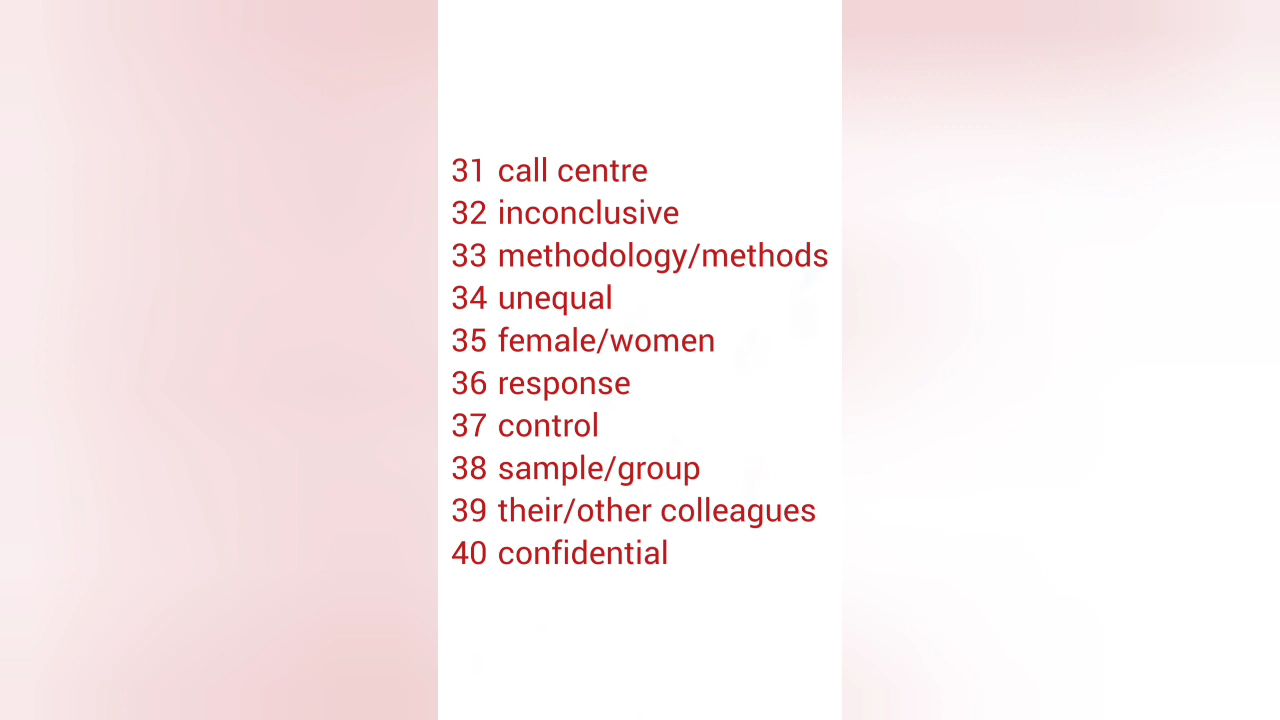 31 call centre
32 inconclusive
33 methodology/methods
34 unequal
35 female/women
36 response
37 control
38 sample/group
39 their/other colleagues
40 confidential